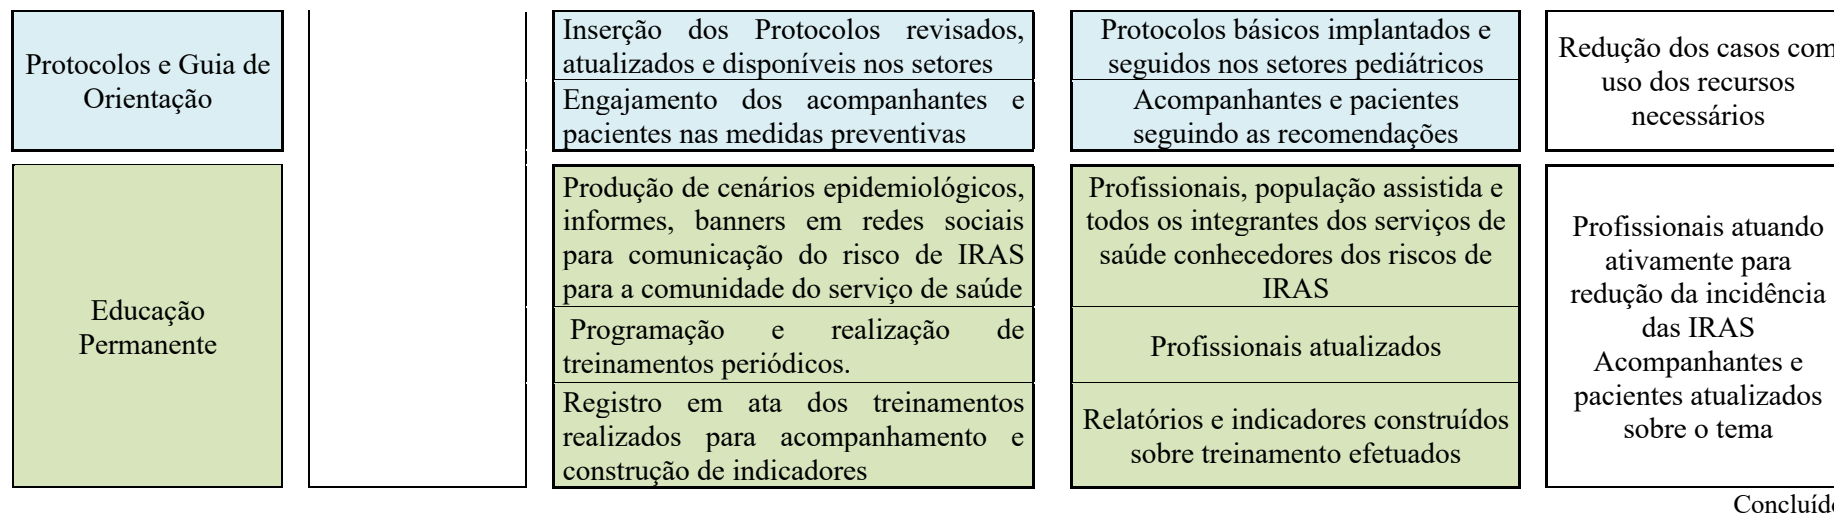 Protocolos e Guia de
Orientação
Inserção dos Protocolos revisados,
atualizados e disponíveis nos setores
Engajamento dos acompanhantes e
pacientes nas medidas preventivas
Protocolos básicos implantados e
seguidos nos setores pediátricos
Acompanhantes e pacientes
seguindo as recomendações
Redução dos casos com
uso dos recursos
necessários
Educação
Permanente
Produção de cenários epidemiológicos,
informes, banners em redes sociais
para comunicação do risco de IRAS
para a comunidade do serviço de saúde
Programação e realização de
treinamentos periódicos.
Registro em ata dos treinamentos
realizados para acompanhamento e
construção de indicadores
Profissionais, população assistida e
todos os integrantes dos serviços de
saúde conhecedores dos riscos de
IRAS
Profissionais atualizados
Relatórios e indicadores construídos
sobre treinamento efetuados
Profissionais atuando
ativamente para
redução da incidência
das IRAS
Acompanhantes e
pacientes atualizados
sobre o tema
Concluído